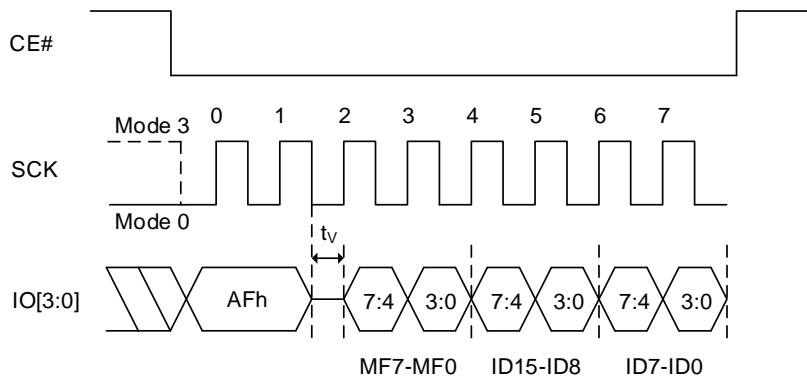 CE#
0 1 2 3 4 5 6 7
Mode 3
SCK
Mode 0
tV
IO[3:0] AFh 7:4 3:0 7:4 3:0 7:4 3:0
MF7-MF0 ID15-ID8 ID7-ID0